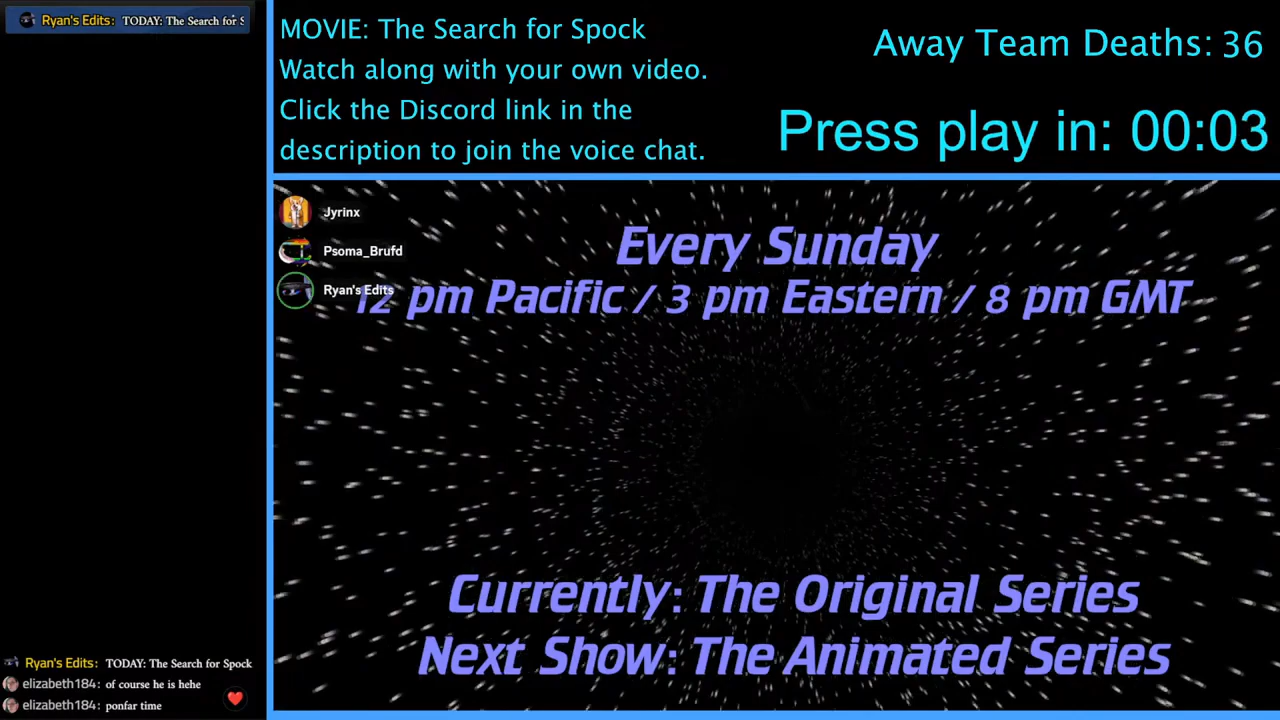 Ryan's Edits: TODAY: The Search for S
MOVIE: The Search for Spock
Watch along with your own video.
Click the Discord link in the
description to join the voice chat.
Away Team Deaths: 36
Press play in: 00:03
Jyrinx
Psoma_Brufd
Ryan's Edits
Every Sunday
12 pm Pacific / 3 pm Eastern / 8 pm GMT
Currently: The Original Series
Next Show: The Animated Series
Ryan's Edits: TODAY: The Search for Spock
elizabeth184: of course he is hehe
elizabeth184: ponfar time